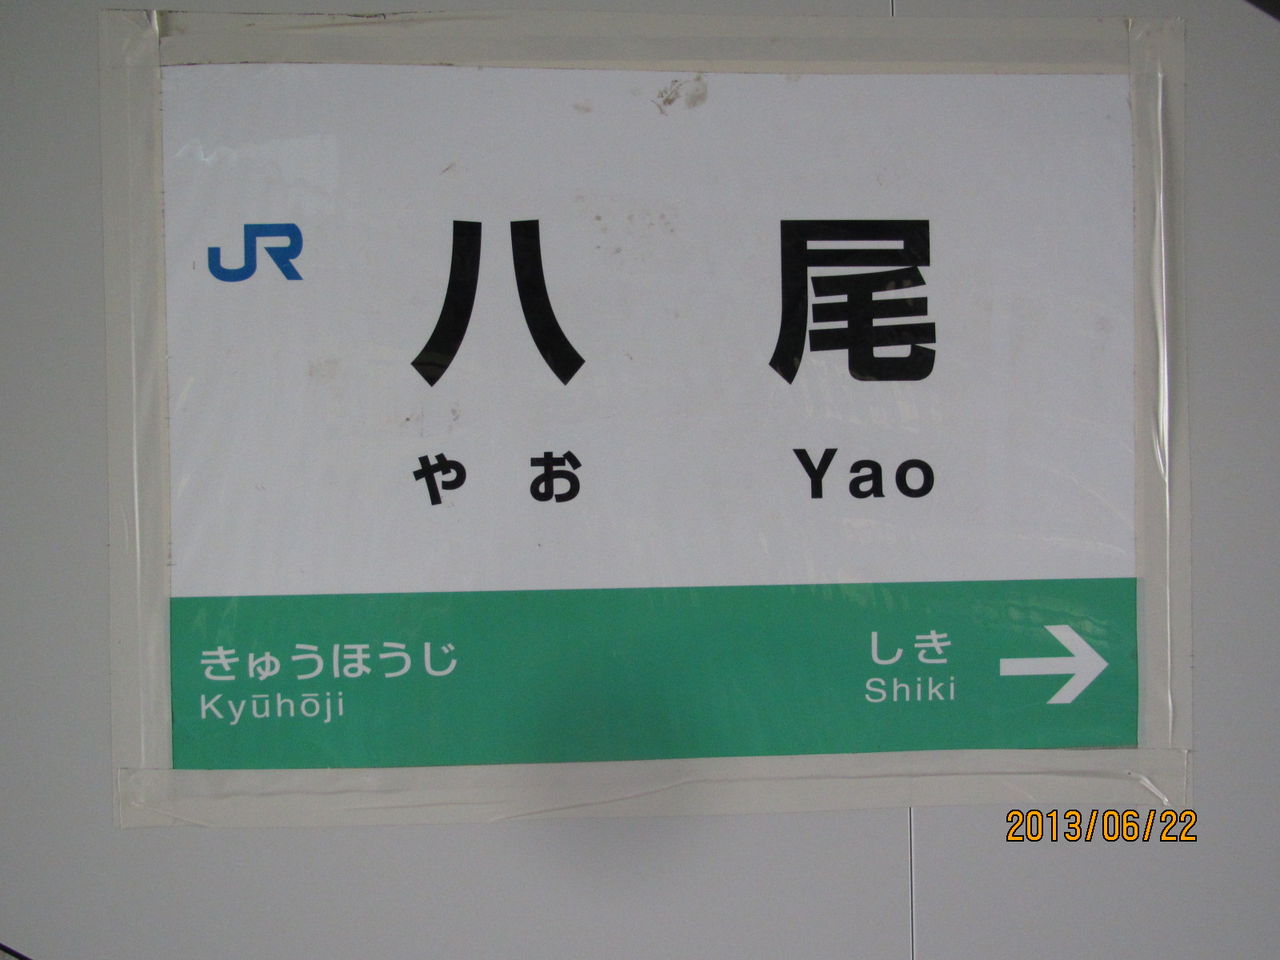 JR
八尾
やお Yao
きゅうほうじ しき
Kyūhōji Shiki
2013/06/22